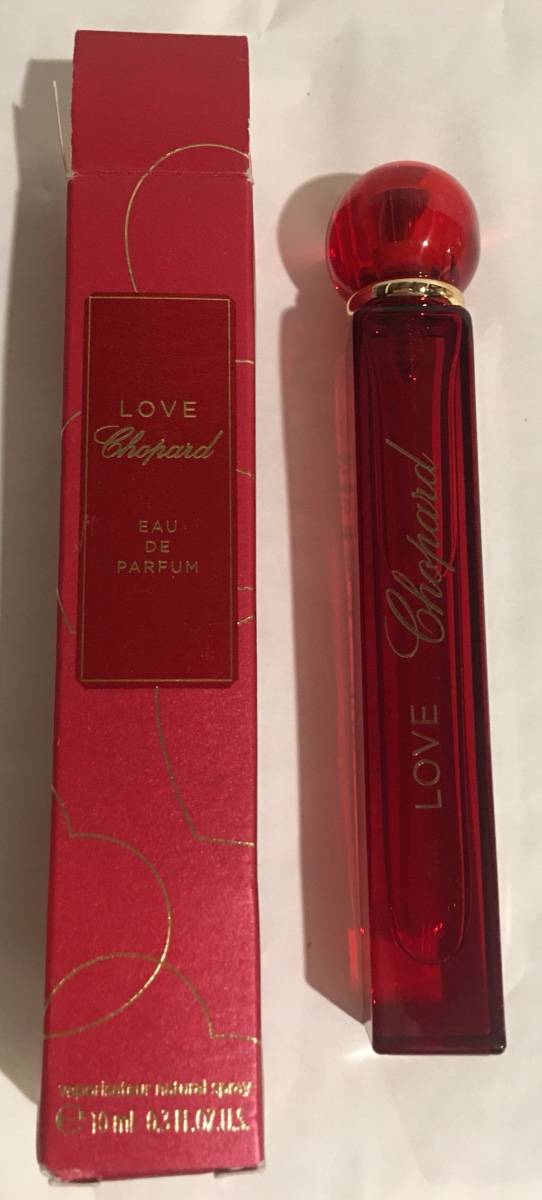 LOVE
Chopard
EAU
DE
PARFUM
vaporisateur natural spray
℮ 10 ml 0,3 fl.oz.
LOVE Chopard